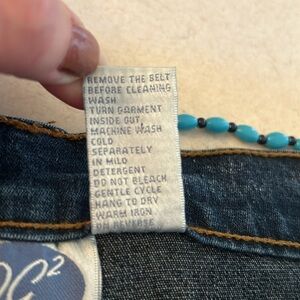 REMOVE THE BELT
BEFORE CLEANING
WASH
TURN GARMENT
INSIDE OUT
MACHINE WASH
COLD
SEPARATELY
IN MILD
DETERGENT
DO NOT BLEACH
GENTLE CYCLE
HANG TO DRY
WARM IRON
ON REVERSE